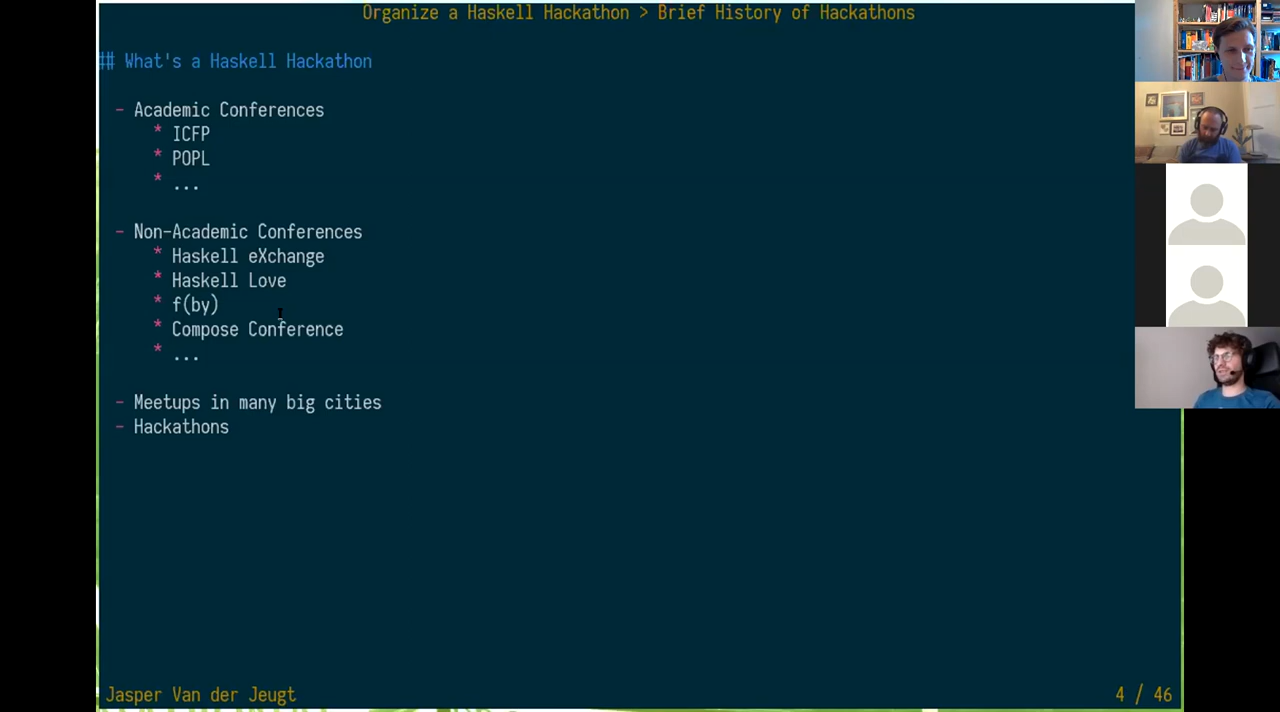 Organize a Haskell Hackathon > Brief History of Hackathons
## What's a Haskell Hackathon
- Academic Conferences
* ICFP
* POPL
* ...
- Non-Academic Conferences
* Haskell eXchange
* Haskell Love
* f(by)
* Compose Conference
* ...
- Meetups in many big cities
- Hackathons
Jasper Van der Jeugt
4 / 46